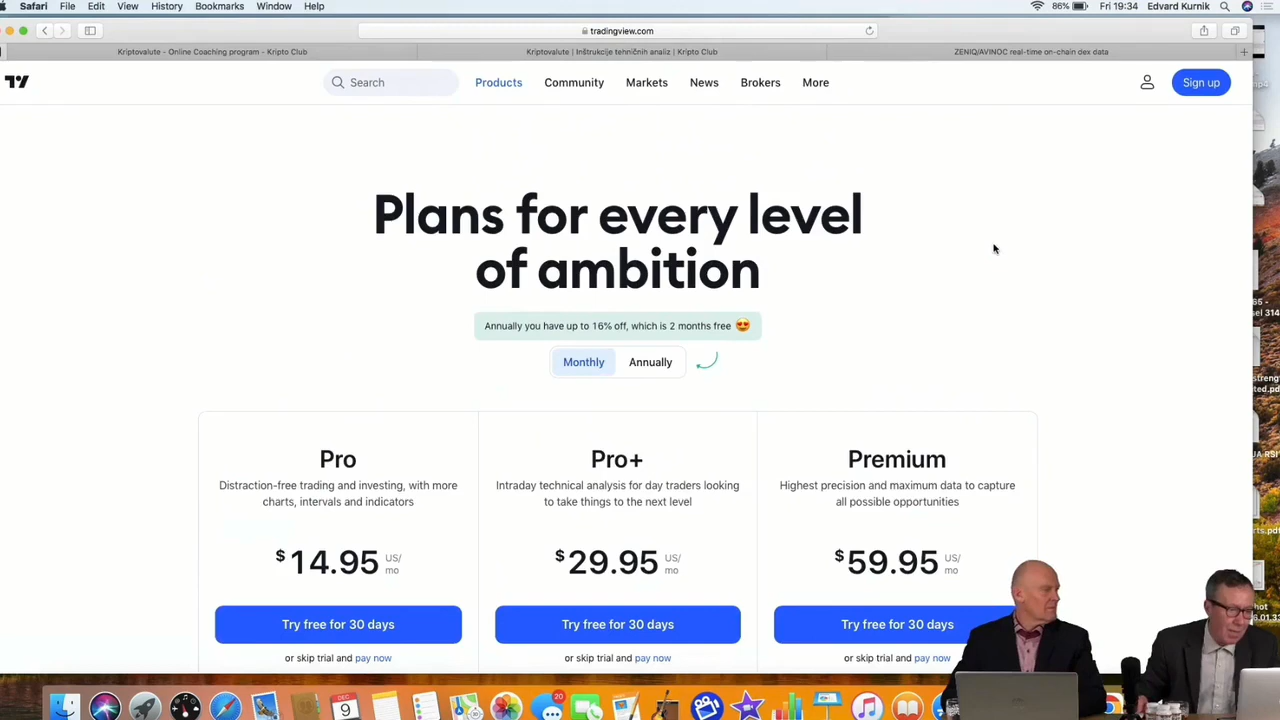 Safari File Edit View History Bookmarks Window Help
86% Fri 19:34 Edvard Kurnik
tradingview.com
Kriptovalute - Online Coaching program - Kripto Club
Kriptovalute | Inštrukcije tehničnih analiz | Kripto Club
ZENIQ/AVINOC real-time on-chain dex data
Search Products Community Markets News Brokers More
Sign up
Plans for every level
of ambition
Annually you have up to 16% off, which is 2 months free
Monthly Annually
Pro
Distraction-free trading and investing, with more
charts, intervals and indicators
$14.95 US/
mo
Try free for 30 days
or skip trial and pay now
Pro+
Intraday technical analysis for day traders looking
to take things to the next level
$29.95 US/
mo
Try free for 30 days
or skip trial and pay now
Premium
Highest precision and maximum data to capture
all possible opportunities
$59.95 US/
mo
Try free for 30 days
or skip trial and pay now
DEC
9
20